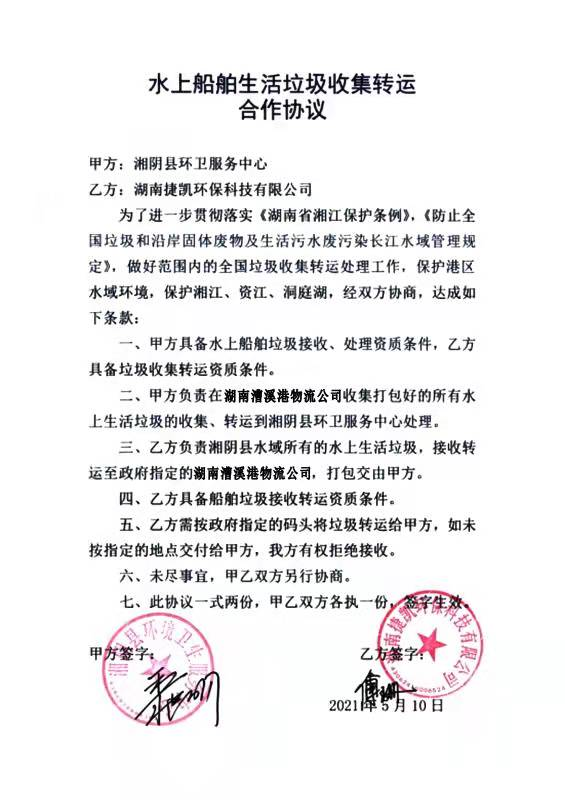 水上船舶生活垃圾收集转运
合作协议
甲方：湘阴县环卫服务中心
乙方：湖南捷凯环保科技有限公司
为了进一步贯彻落实《湖南省湘江保护条例》，《防止全
国垃圾和沿岸固体废物及生活污水废污染长江水域管理规
定》，做好范围内的全国垃圾收集转运处理工作，保护港区
水域环境，保护湘江、资江、洞庭湖，经双方协商，达成如
下条款：
一、甲方具备水上船舶垃圾接收、处理资质条件，乙方
具备垃圾收集转运资质条件。
二、甲方负责在湖南漕溪港物流公司收集打包好的所有水
上生活垃圾的收集、转运到湘阴县环卫服务中心处理。
三、乙方负责湘阴县水域所有的水上生活垃圾，接收转
运至政府指定的湖南漕溪港物流公司，打包交由甲方。
四、乙方具备船舶垃圾接收转运资质条件。
五、乙方需按政府指定的码头将垃圾转运给甲方，如未
按指定的地点交付给甲方，我方有权拒绝接收。
六、未尽事宜，甲乙双方另行协商。
七、此协议一式两份，甲乙双方各执一份，签字生效。
甲方签字：
乙方签字：
2021年5月10日
湘阴县环境卫生服务中心
湖南捷凯环保科技有限公司